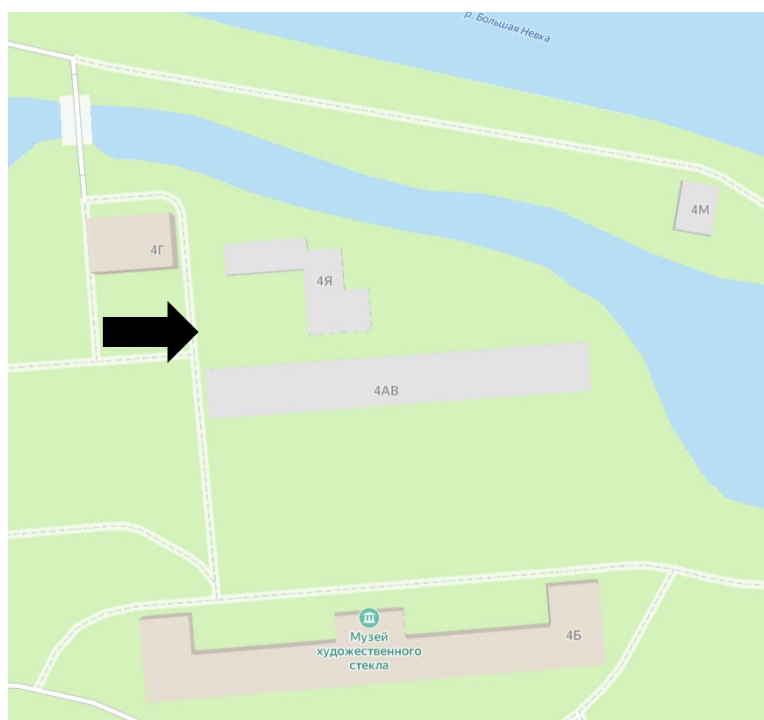 р. Большая Невка
4М
4Г
4Я
4АВ
4Б
Музей
художественного
стекла